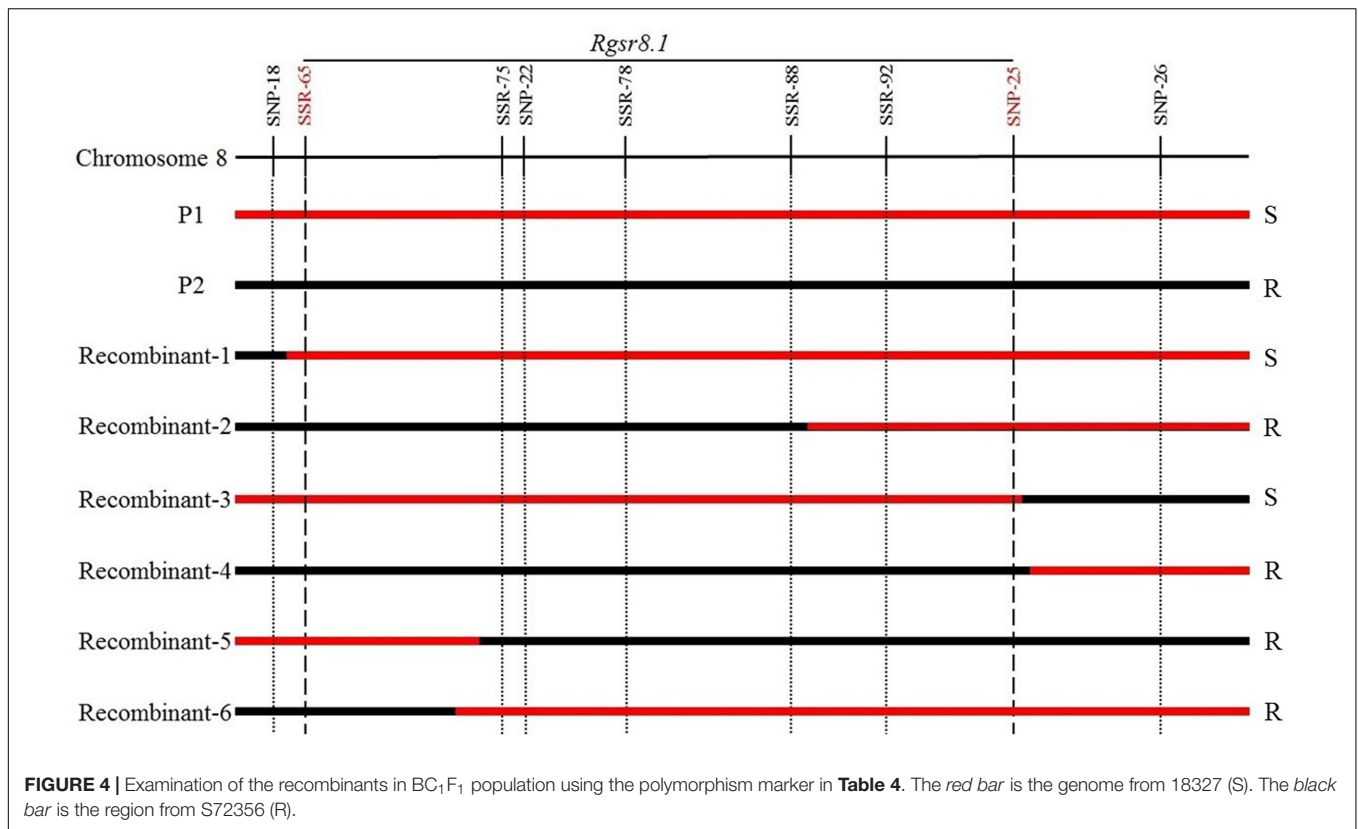 Rgsr8.1
SNP-18
SSR-65
SSR-75
SNP-22
SSR-78
SSR-88
SSR-92
SNP-25
SNP-26
Chromosome 8
P1 S
P2 R
Recombinant-1 S
Recombinant-2 R
Recombinant-3 S
Recombinant-4 R
Recombinant-5 R
Recombinant-6 R
FIGURE 4 | Examination of the recombinants in BC₁F₁ population using the polymorphism marker in Table 4. The red bar is the genome from 18327 (S). The black
bar is the region from S72356 (R).